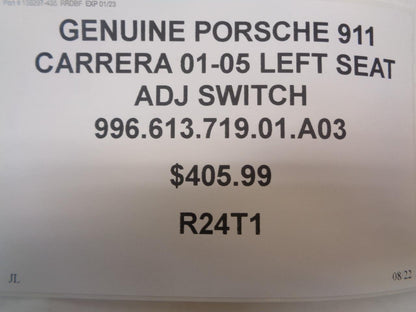 Part # 159297-435 RRDBF EXP 01/23
GENUINE PORSCHE 911
CARRERA 01-05 LEFT SEAT
ADJ SWITCH
996.613.719.01.A03
$405.99
R24T1
JL
08/22